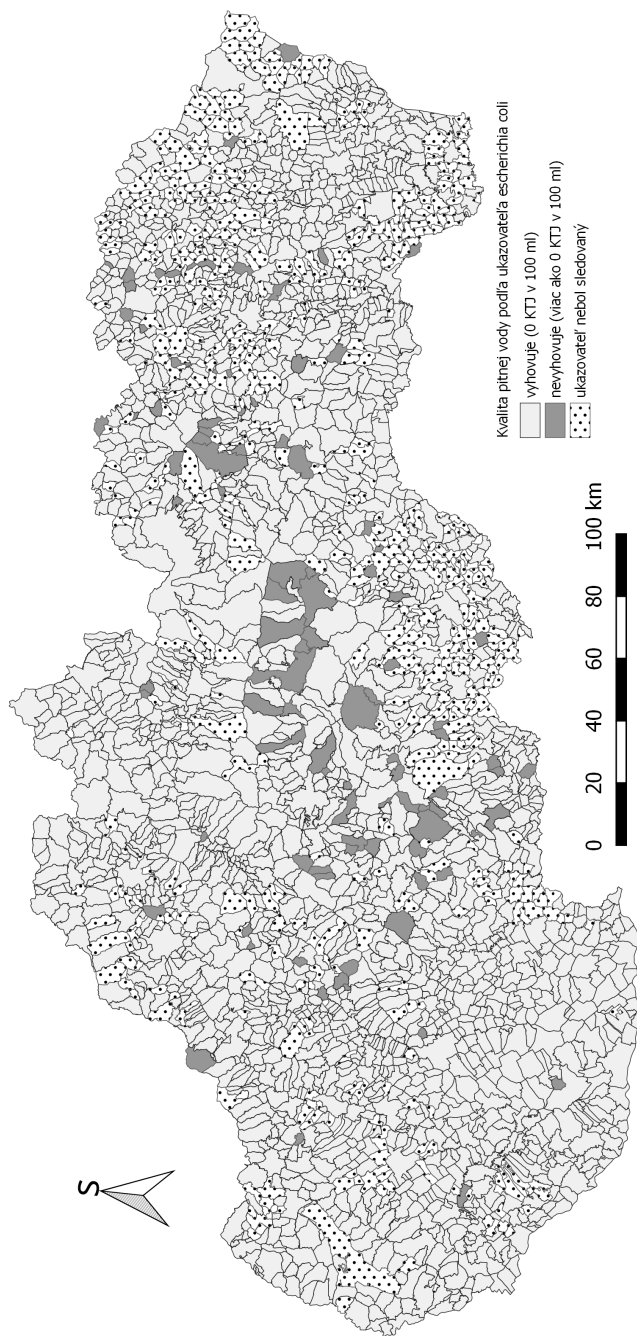 S
Kvalita pitnej vody podľa ukazovateľa escherichia coli
vyhovuje (0 KTJ v 100 ml)
nevyhovuje (viac ako 0 KTJ v 100 ml)
ukazovateľ nebol sledovaný
0 20 40 60 80 100 km